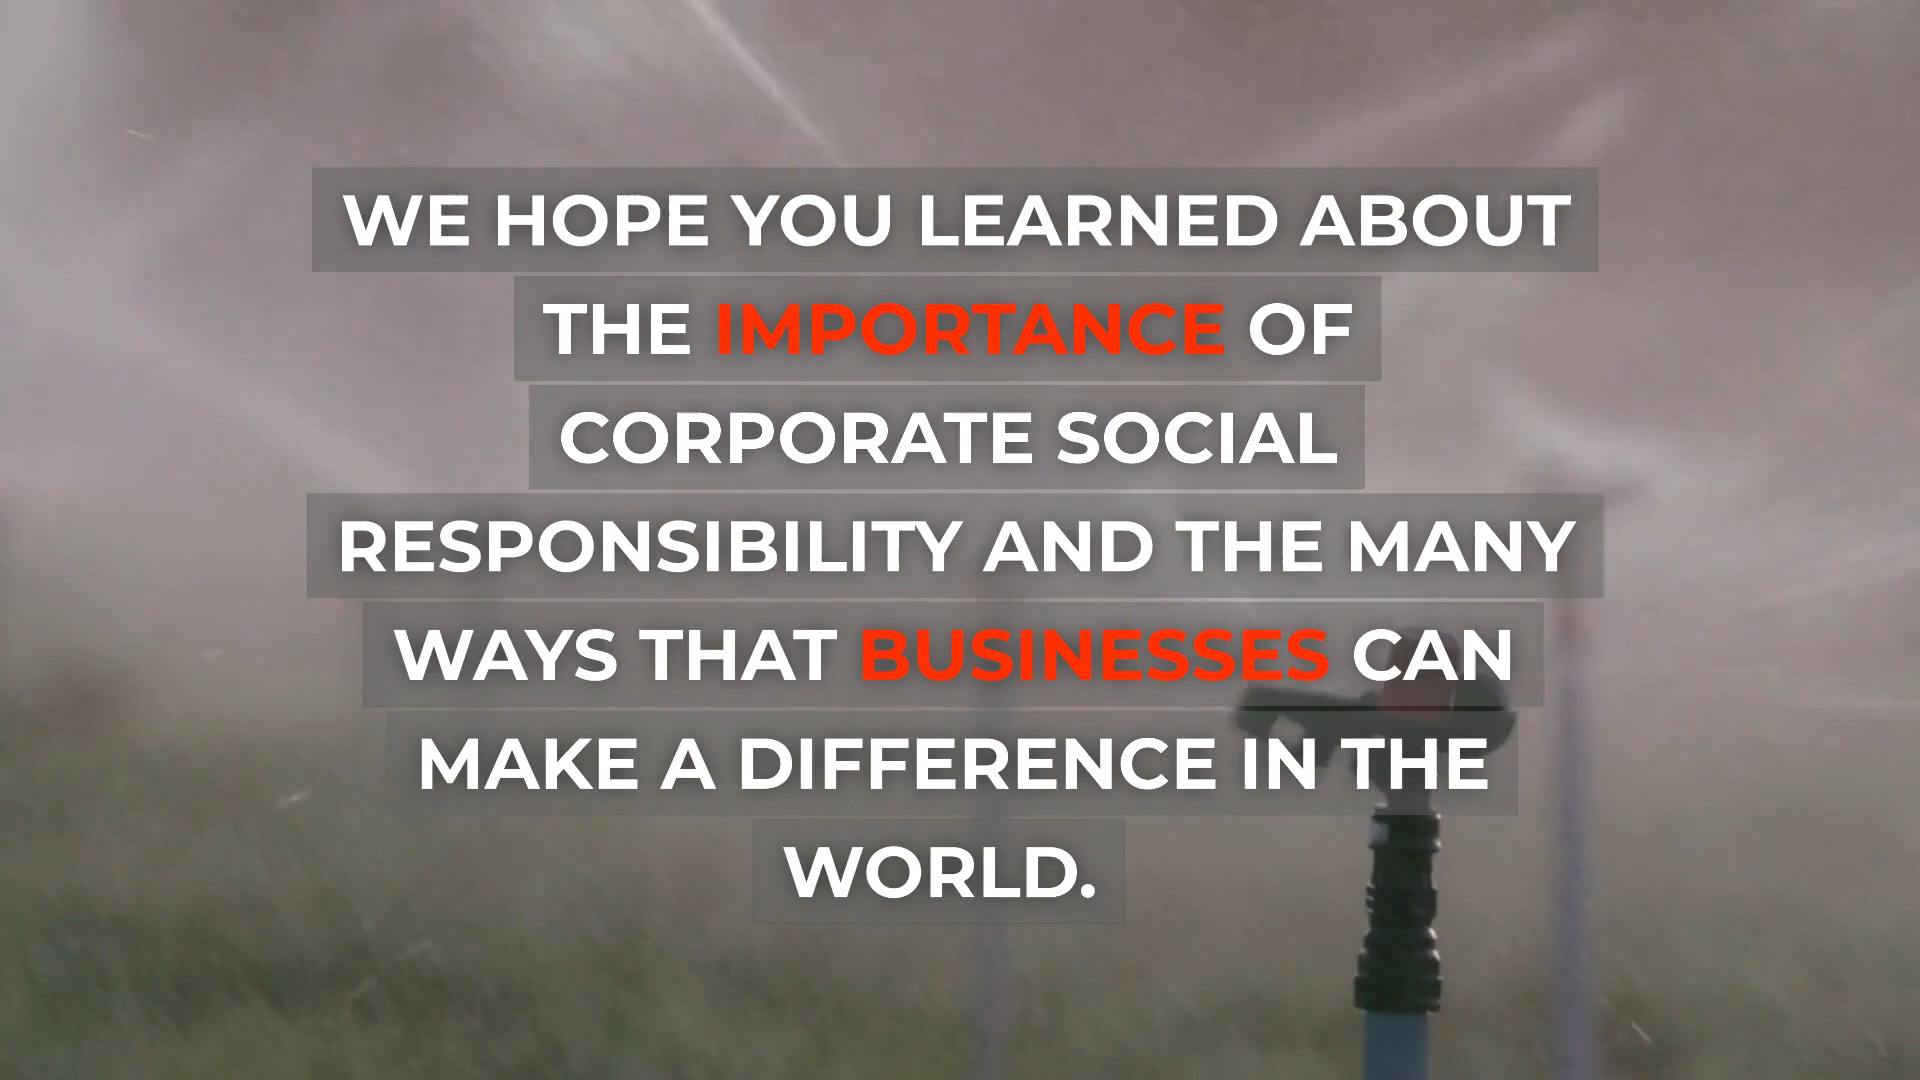 WE HOPE YOU LEARNED ABOUT
THE IMPORTANCE OF
CORPORATE SOCIAL
RESPONSIBILITY AND THE MANY
WAYS THAT BUSINESSES CAN
MAKE A DIFFERENCE IN THE
WORLD.